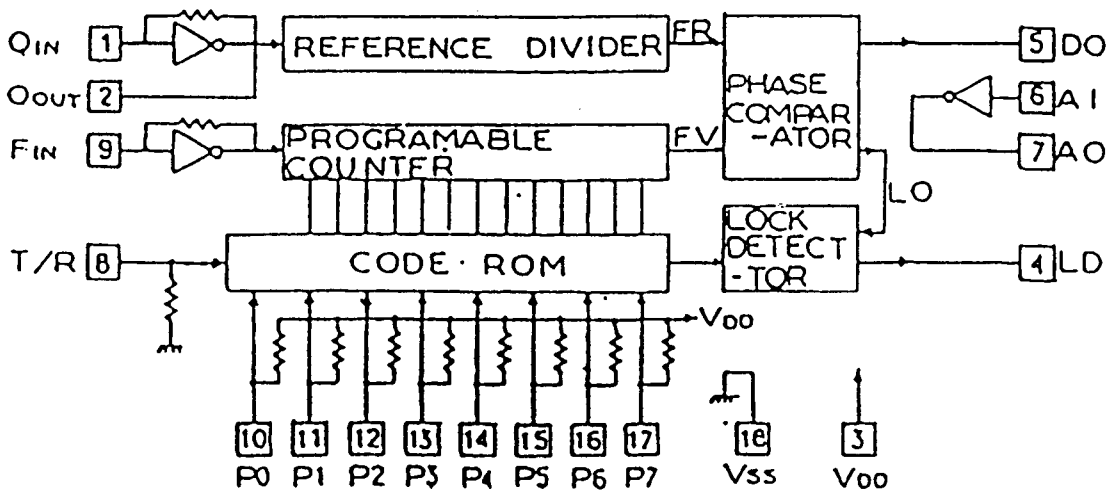 QIN 1 REFERENCE DIVIDER FR 5 DO
OOUT 2 PHASE COMPAR -ATOR 6 AI
FIN 9 PROGRAMABLE COUNTER FV 7 AO
LO
T/R 8 CODE· ROM LOCK DETECT -TOR 4 LD
VDD
10 11 12 13 14 15 16 17 18 3
P0 P1 P2 P3 P4 P5 P6 P7 VSS VDD